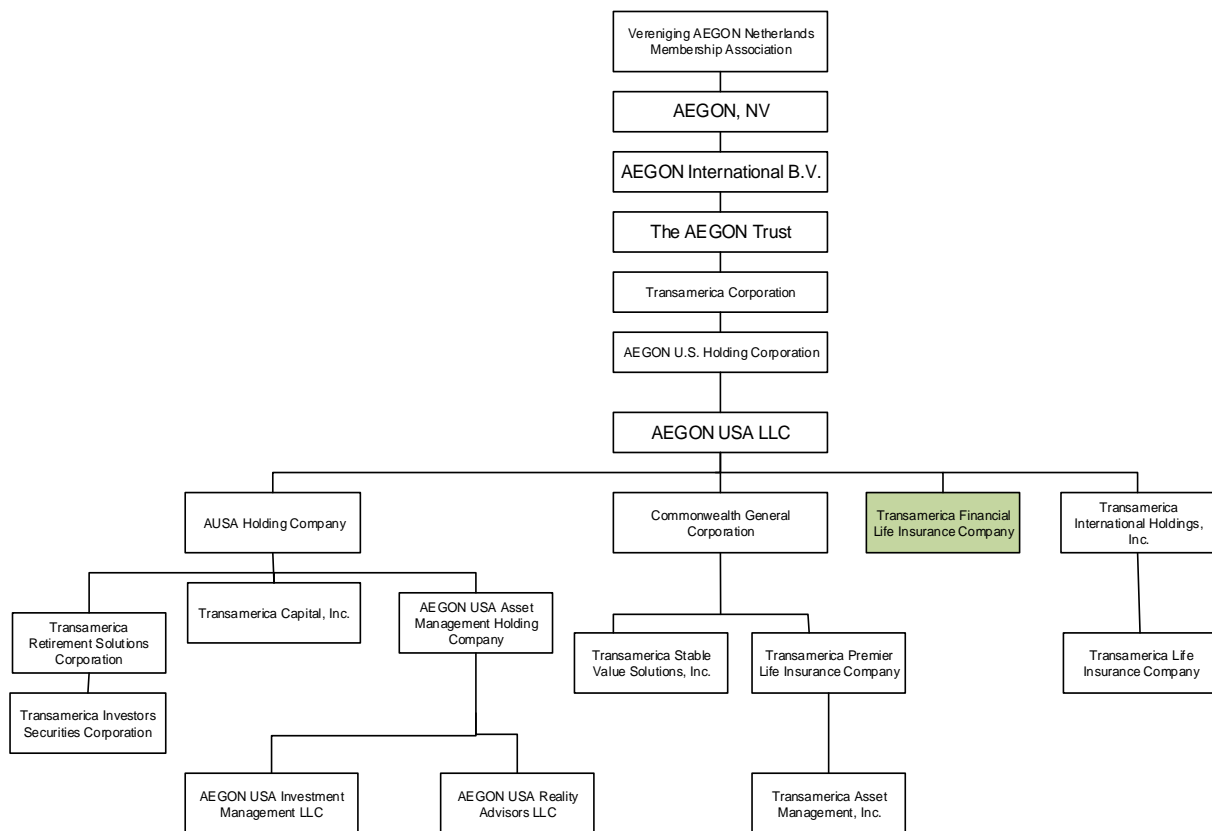 Vereniging AEGON Netherlands
Membership Association
AEGON, NV
AEGON International B.V.
The AEGON Trust
Transamerica Corporation
AEGON U.S. Holding Corporation
AEGON USA LLC
AUSA Holding Company
Commonwealth General
Corporation
Transamerica Financial
Life Insurance Company
Transamerica
International Holdings,
Inc.
Transamerica
Retirement Solutions
Corporation
Transamerica Capital, Inc.
AEGON USA Asset
Management Holding
Company
Transamerica Stable
Value Solutions, Inc.
Transamerica Premier
Life Insurance Company
Transamerica Life
Insurance Company
Transamerica Investors
Securities Corporation
AEGON USA Investment
Management LLC
AEGON USA Reality
Advisors LLC
Transamerica Asset
Management, Inc.